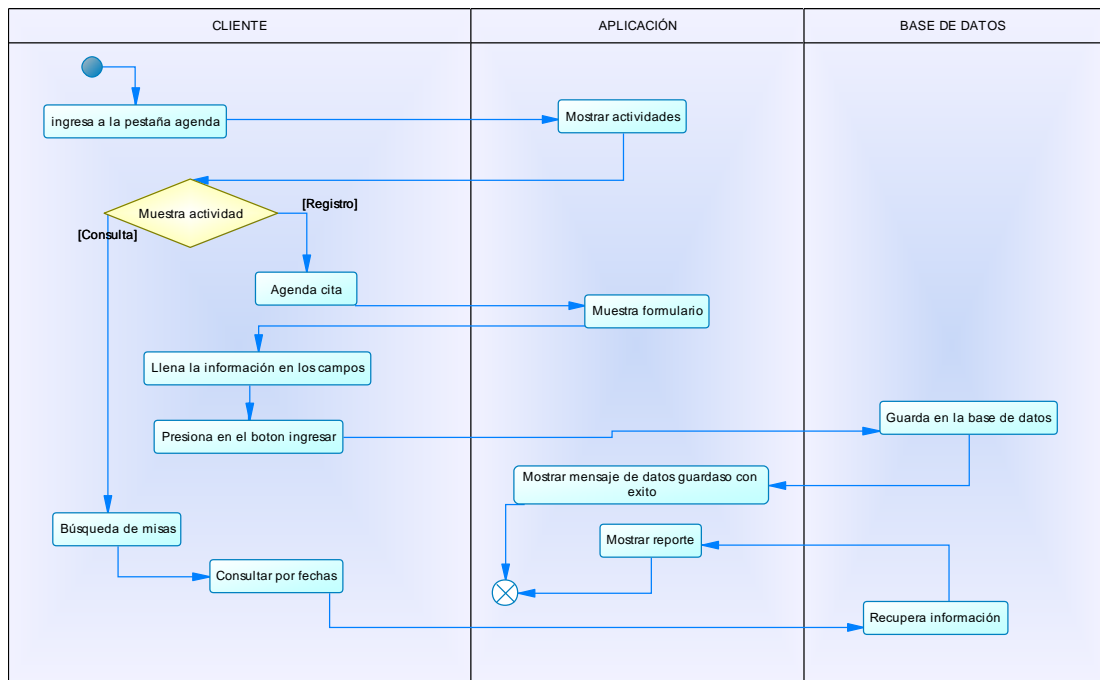 CLIENTE
APLICACIÓN
BASE DE DATOS
ingresa a la pestaña agenda
Mostrar actividades
Muestra actividad
[Registro]
[Consulta]
Agenda cita
Muestra formulario
Llena la información en los campos
Presiona en el boton ingresar
Guarda en la base de datos
Mostrar mensaje de datos guardaso con
exito
Búsqueda de misas
Mostrar reporte
Consultar por fechas
Recupera información